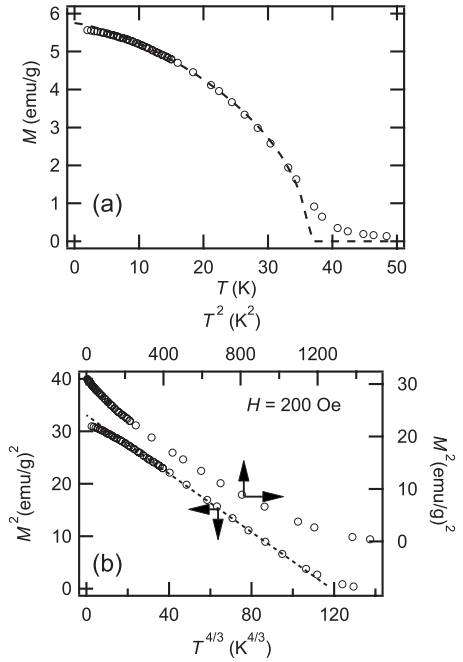 6
5
4
3
2
1
0
M (emu/g)
(a)
0 10 20 30 40 50
T (K)
T² (K²)
0 400 800 1200
40
30
20
10
0
M² (emu/g)²
H = 200 Oe
30
20
10
0
M² (emu/g)²
(b)
0 40 80 120
T⁴/³ (K⁴/³)